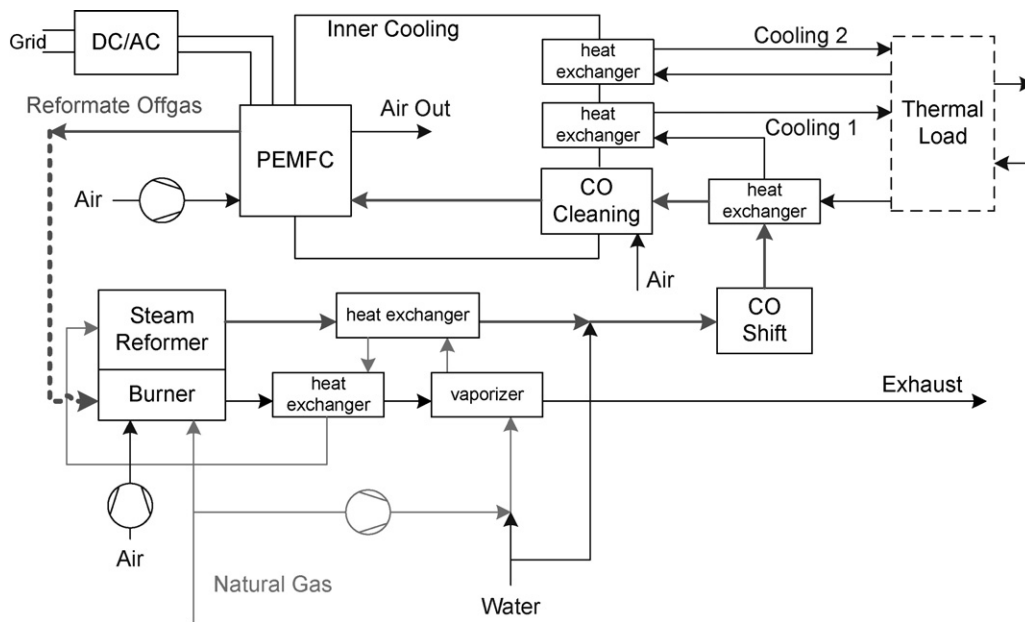 Grid
DC/AC
Inner Cooling
heat
exchanger
Cooling 2
Reformate Offgas
Air Out
heat
exchanger
Cooling 1
Thermal
Load
PEMFC
Air
CO
Cleaning
heat
exchanger
Air
Steam
Reformer
heat exchanger
CO
Shift
Burner
heat
exchanger
vaporizer
Exhaust
Air
Natural Gas
Water